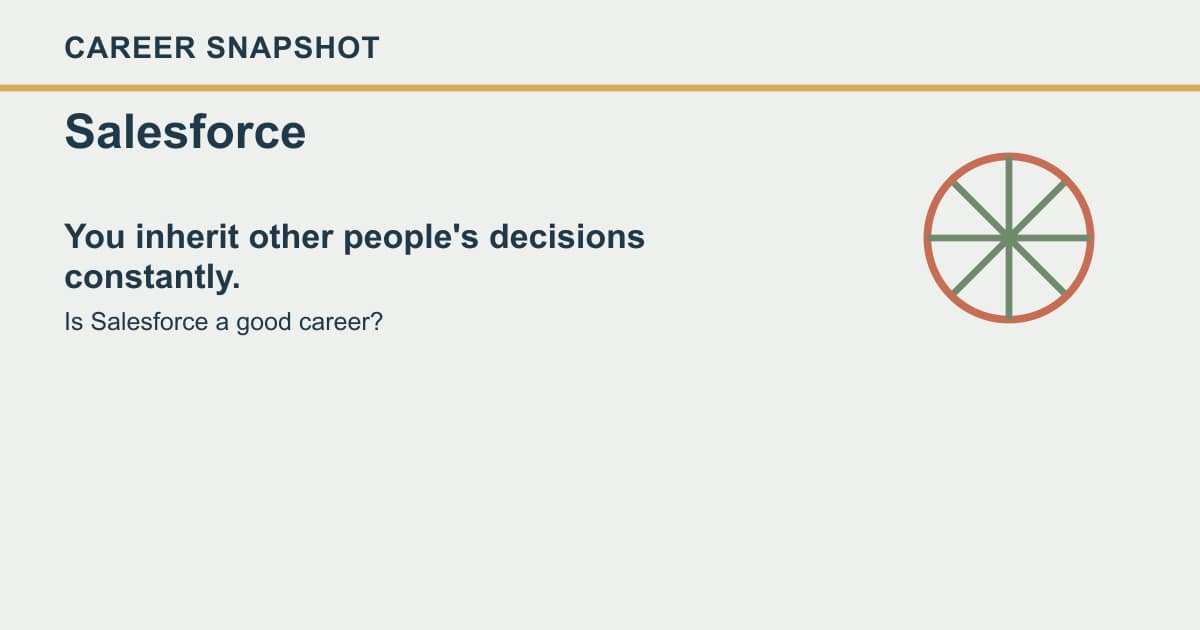 CAREER SNAPSHOT
Salesforce
You inherit other people's decisions
constantly.
Is Salesforce a good career?